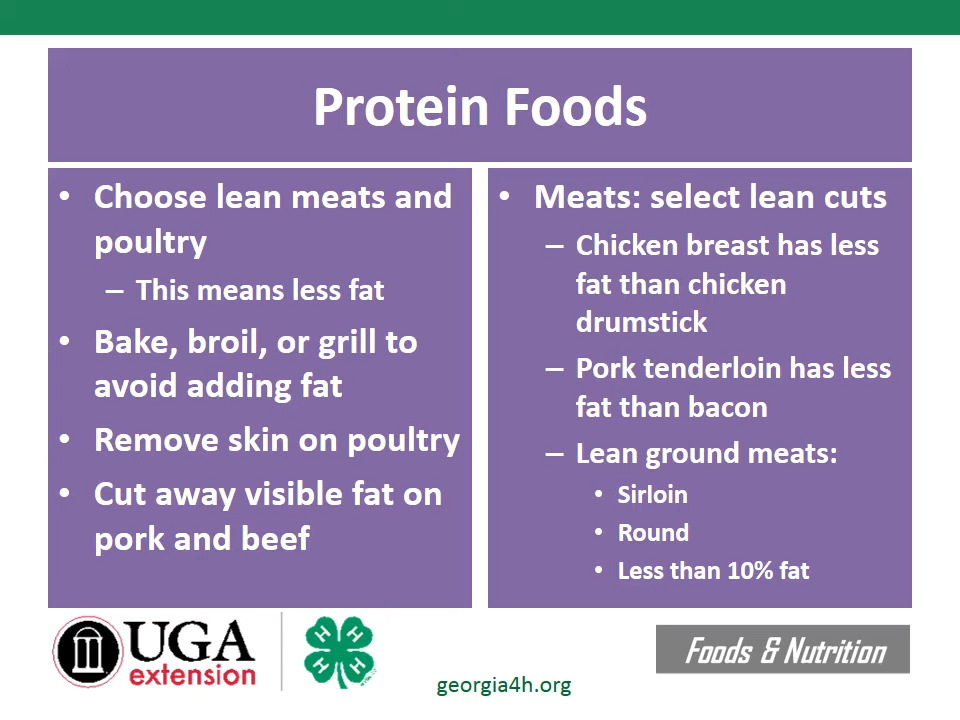 Protein Foods
• Choose lean meats and
poultry
– This means less fat
• Bake, broil, or grill to
avoid adding fat
• Remove skin on poultry
• Cut away visible fat on
pork and beef
• Meats: select lean cuts
– Chicken breast has less
fat than chicken
drumstick
– Pork tenderloin has less
fat than bacon
– Lean ground meats:
• Sirloin
• Round
• Less than 10% fat
UGA
extension
H H
H H
georgia4h.org
Foods & Nutrition